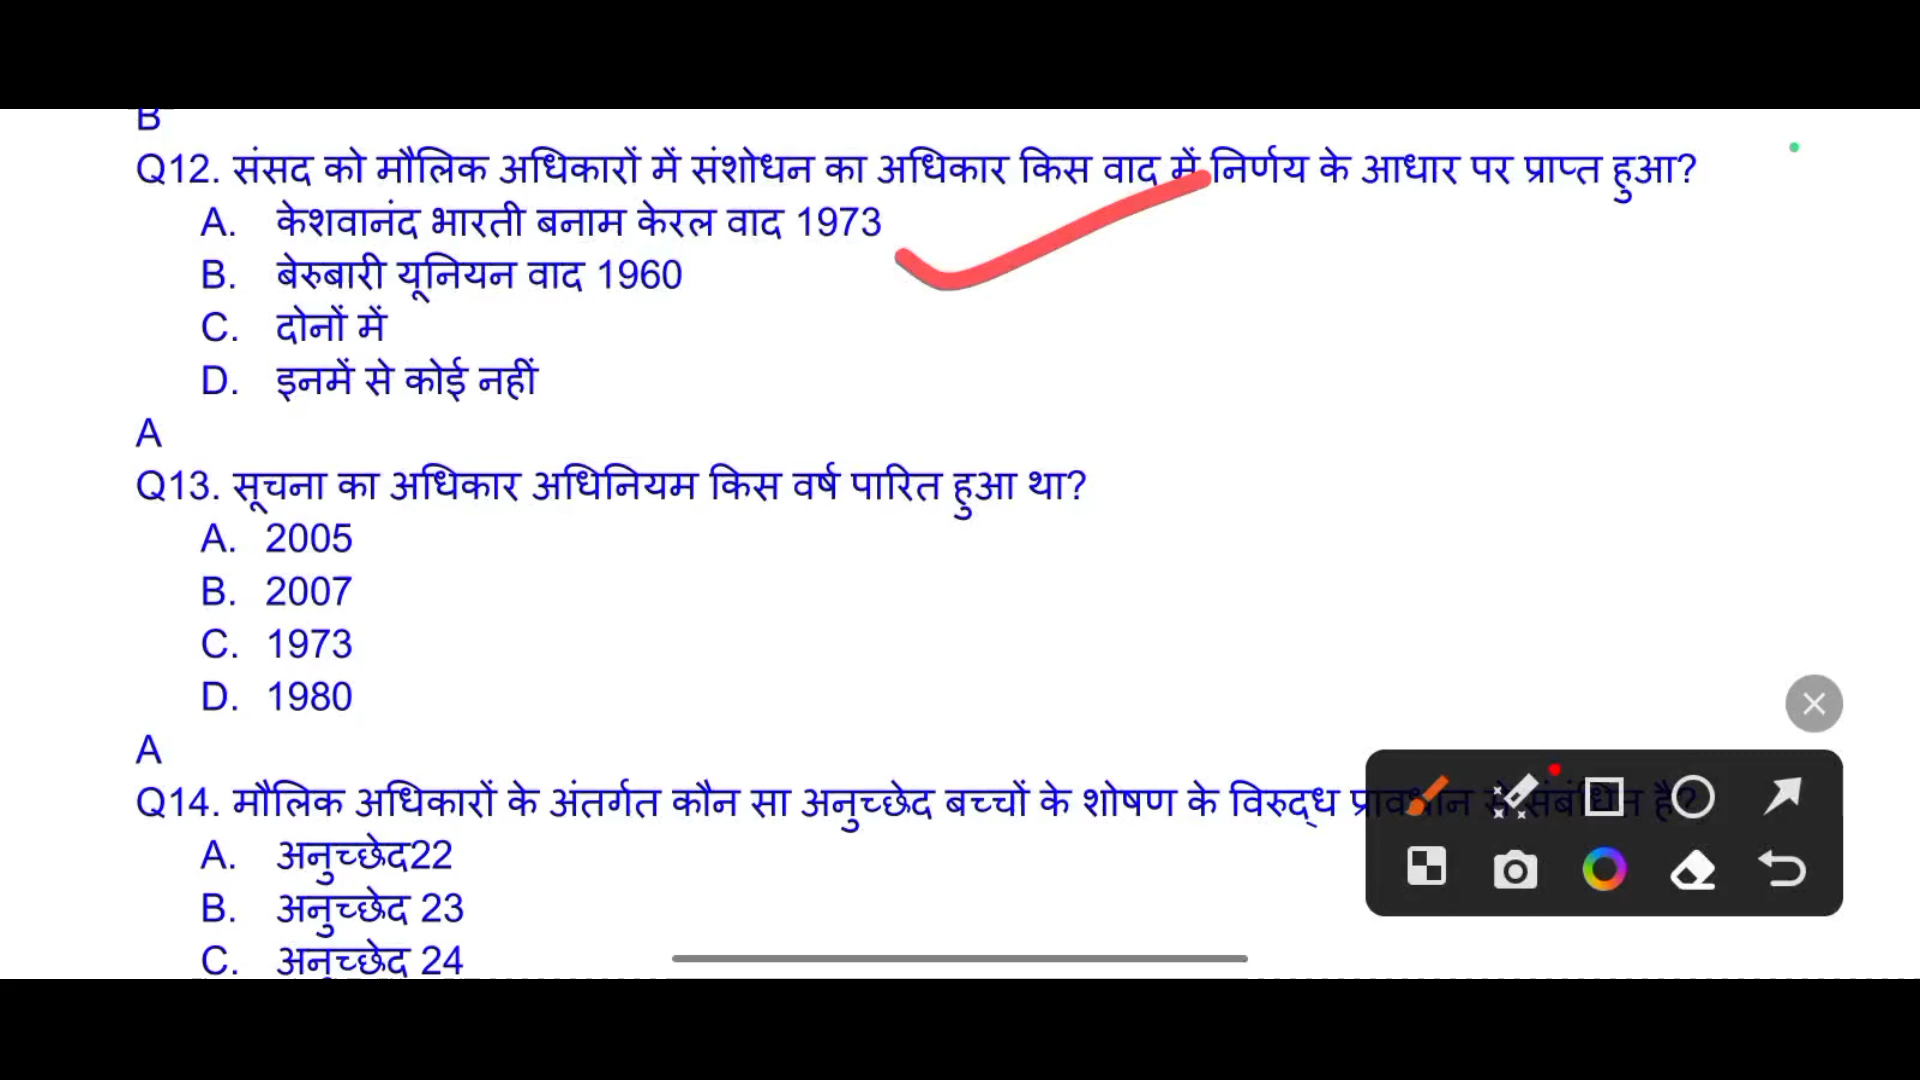 B
Q12. संसद को मौलिक अधिकारों में संशोधन का अधिकार किस वाद में निर्णय के आधार पर प्राप्त हुआ?
A. केशवानंद भारती बनाम केरल वाद 1973
B. बेरुबारी यूनियन वाद 1960
C. दोनों में
D. इनमें से कोई नहीं
A
Q13. सूचना का अधिकार अधिनियम किस वर्ष पारित हुआ था?
A. 2005
B. 2007
C. 1973
D. 1980
A
Q14. मौलिक अधिकारों के अंतर्गत कौन सा अनुच्छेद बच्चों के शोषण के विरुद्ध प्रावधान से संबंधित है?
A. अनुच्छेद22
B. अनुच्छेद 23
C. अनुच्छेद 24